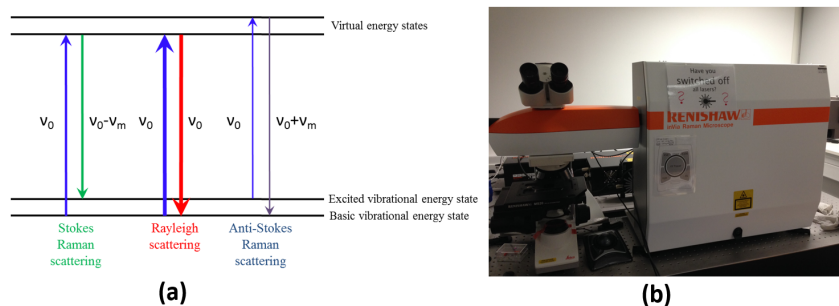 Virtual energy states
ν₀ ν₀-νₘ ν₀ ν₀ ν₀ ν₀+νₘ
Excited vibrational energy state
Basic vibrational energy state
Stokes
Raman
scattering
Rayleigh
scattering
Anti-Stokes
Raman
scattering
(a)
Have you
switched off
all lasers?
? ?
RENISHAW
Raman Microscope
(b)